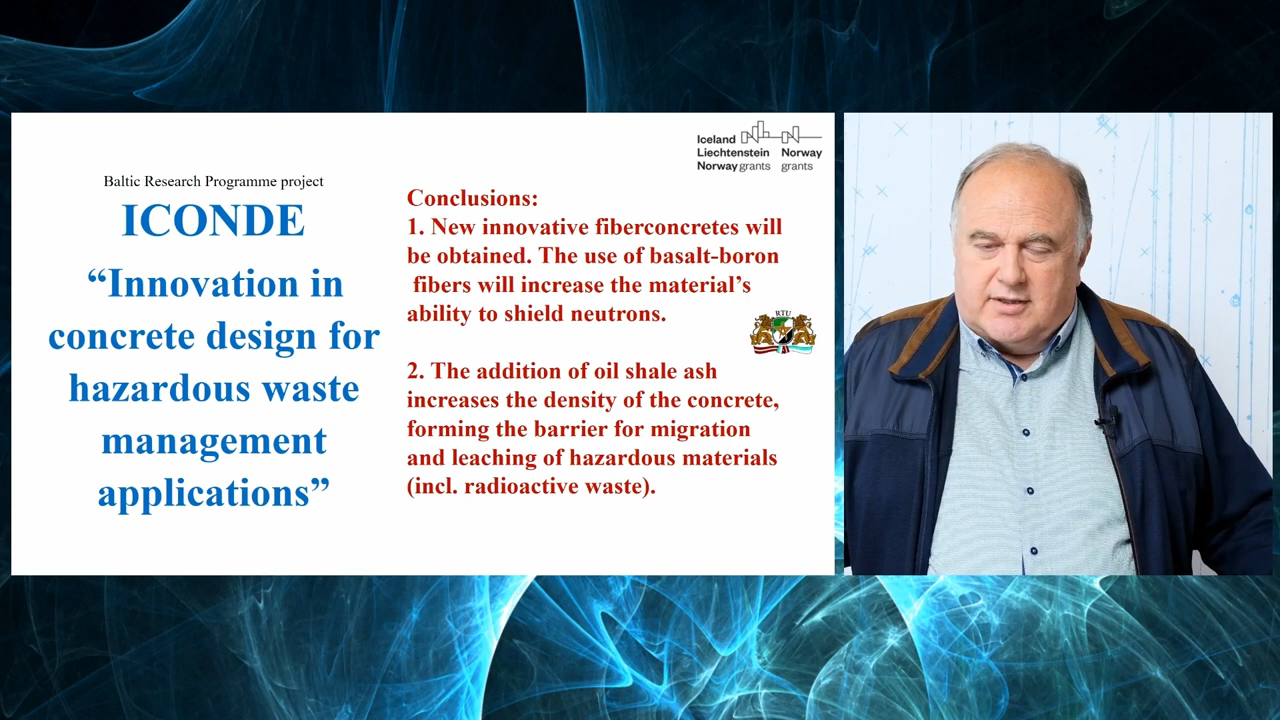 Baltic Research Programme project
ICONDE
“Innovation in
concrete design for
hazardous waste
management
applications”
Iceland
Liechtenstein
Norway grants
Norway
grants
Conclusions:
1. New innovative fiberconcretes will
be obtained. The use of basalt-boron
fibers will increase the material’s
ability to shield neutrons.
RTU
2. The addition of oil shale ash
increases the density of the concrete,
forming the barrier for migration
and leaching of hazardous materials
(incl. radioactive waste).